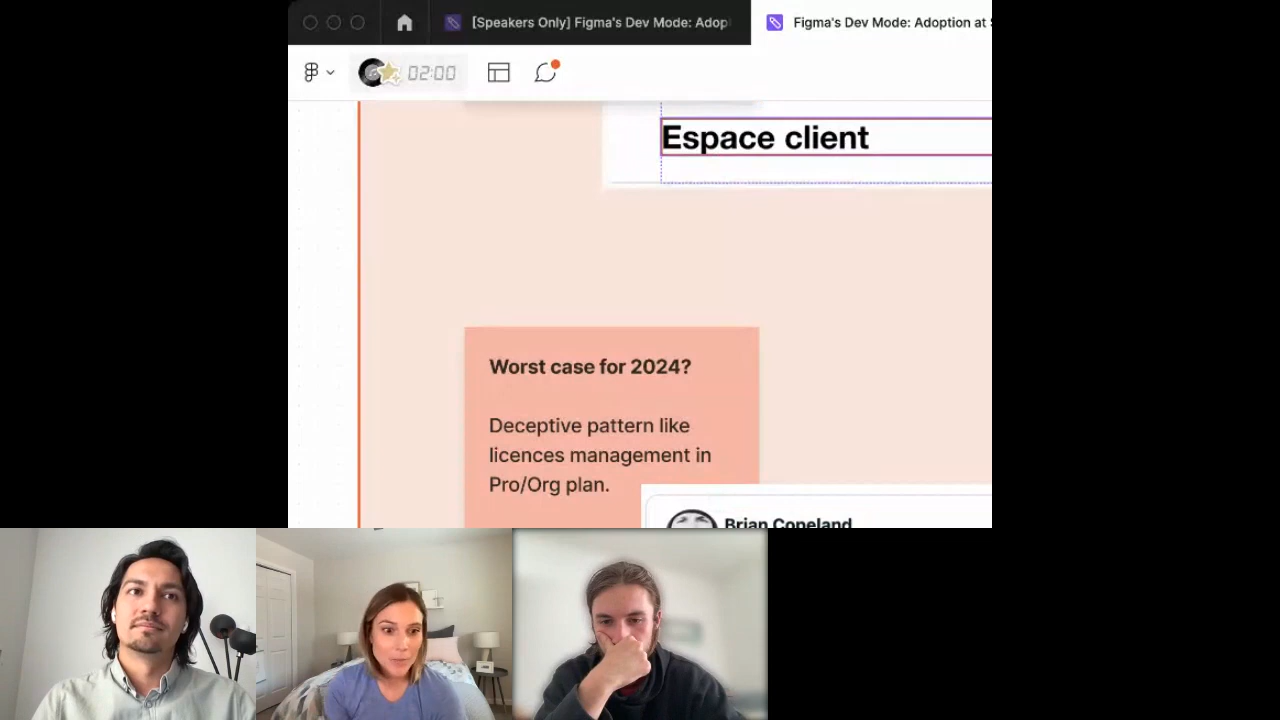 [Speakers Only] Figma's Dev Mode: Adop
Figma's Dev Mode: Adoption at S
02:00
Espace client
Worst case for 2024?
Deceptive pattern like
licences management in
Pro/Org plan.
Brian Copeland